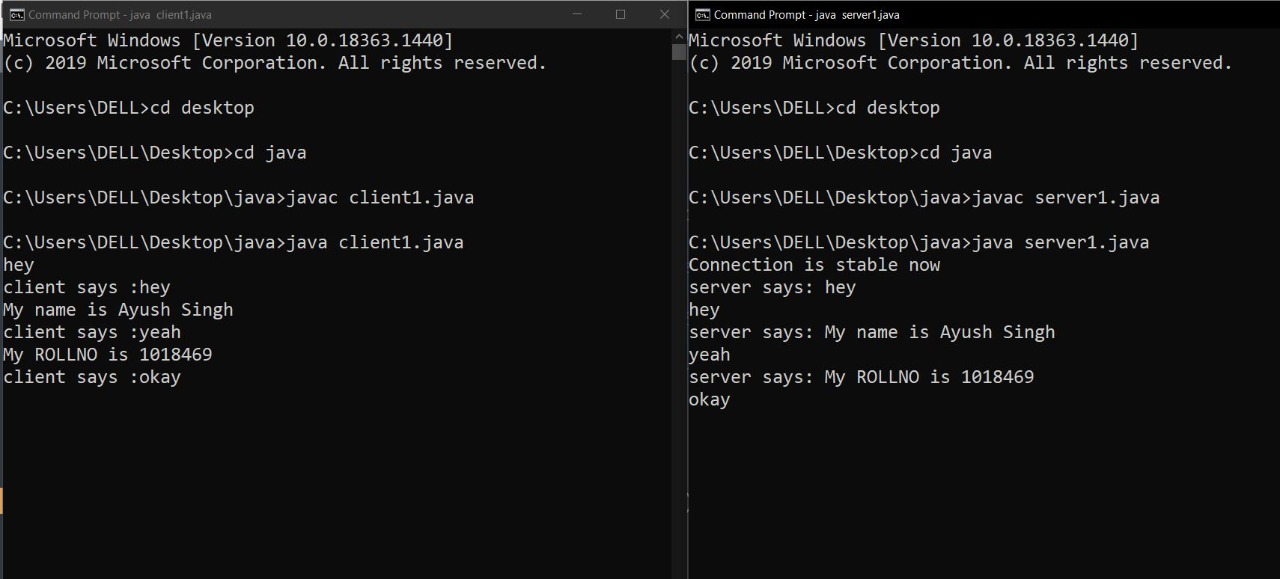 Command Prompt - java client1.java
Microsoft Windows [Version 10.0.18363.1440]
(c) 2019 Microsoft Corporation. All rights reserved.
C:\Users\DELL>cd desktop
C:\Users\DELL\Desktop>cd java
C:\Users\DELL\Desktop\java>javac client1.java
C:\Users\DELL\Desktop\java>java client1.java
hey
client says :hey
My name is Ayush Singh
client says :yeah
My ROLLNO is 1018469
client says :okay
Command Prompt - java server1.java
Microsoft Windows [Version 10.0.18363.1440]
(c) 2019 Microsoft Corporation. All rights reserved.
C:\Users\DELL>cd desktop
C:\Users\DELL\Desktop>cd java
C:\Users\DELL\Desktop\java>javac server1.java
C:\Users\DELL\Desktop\java>java server1.java
Connection is stable now
server says: hey
hey
server says: My name is Ayush Singh
yeah
server says: My ROLLNO is 1018469
okay